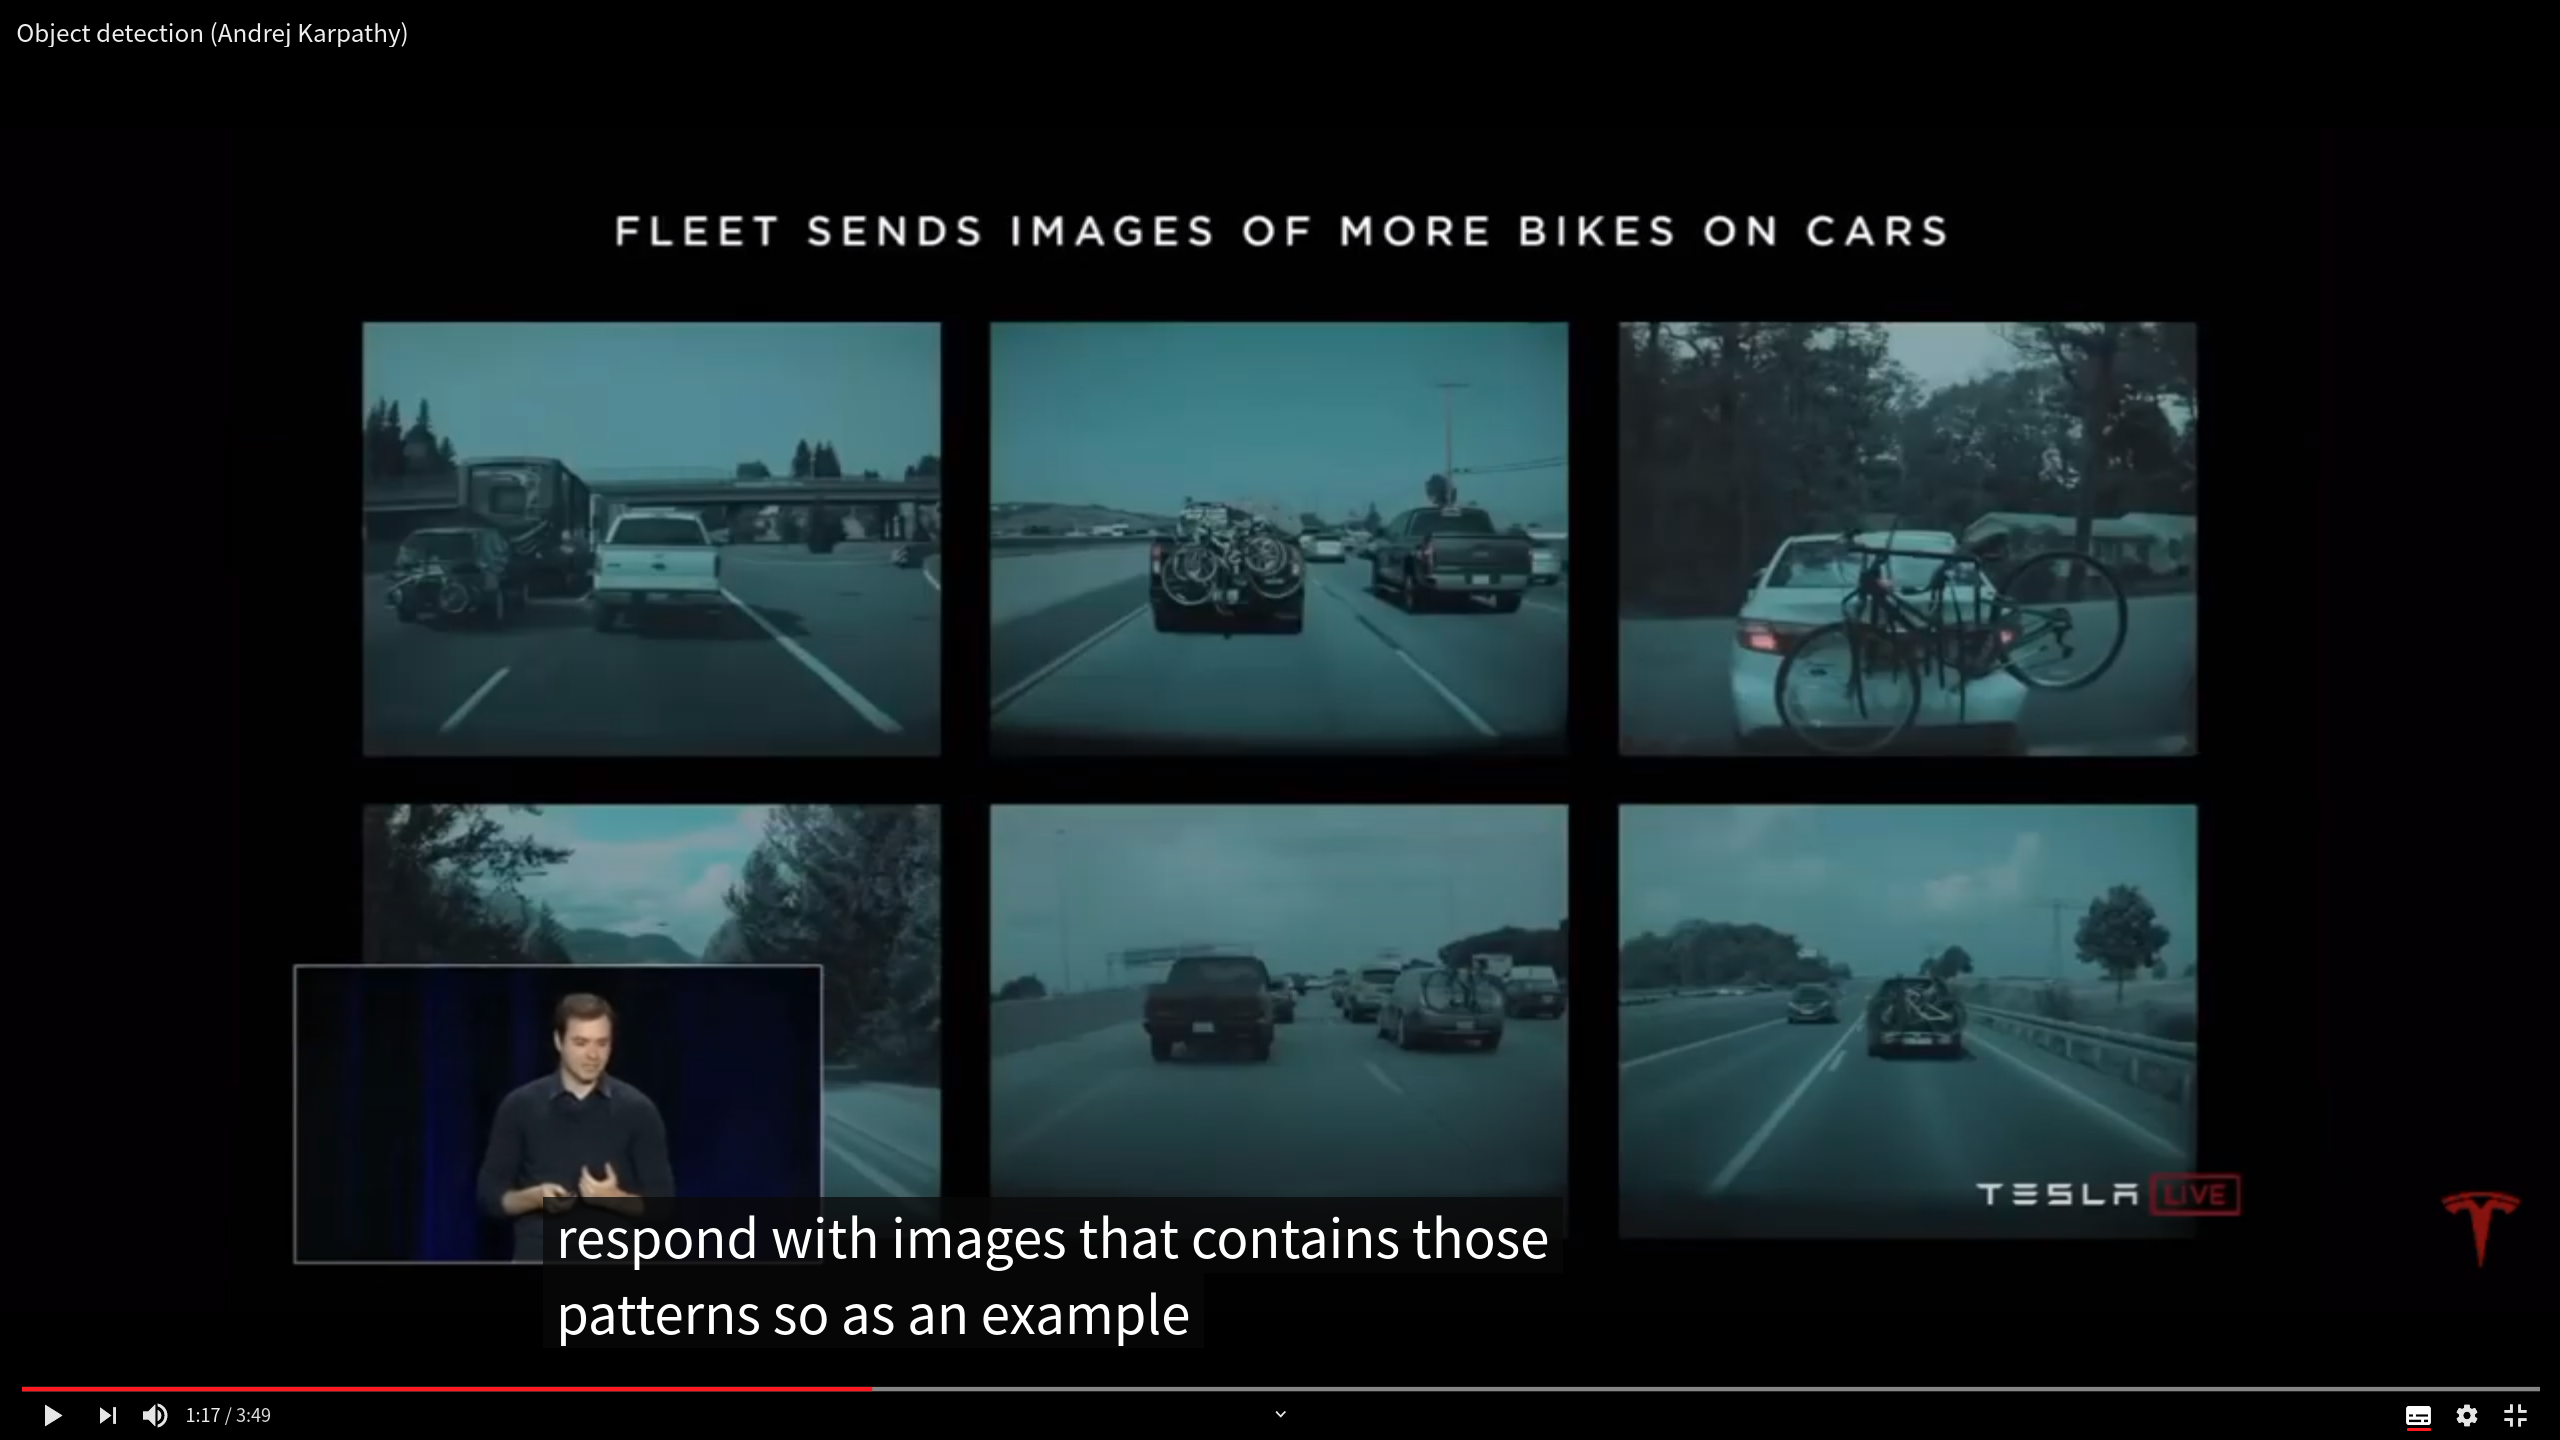 Object detection (Andrej Karpathy)
FLEET SENDS IMAGES OF MORE BIKES ON CARS
TESLA LIVE
respond with images that contains those
patterns so as an example
1:17 / 3:49